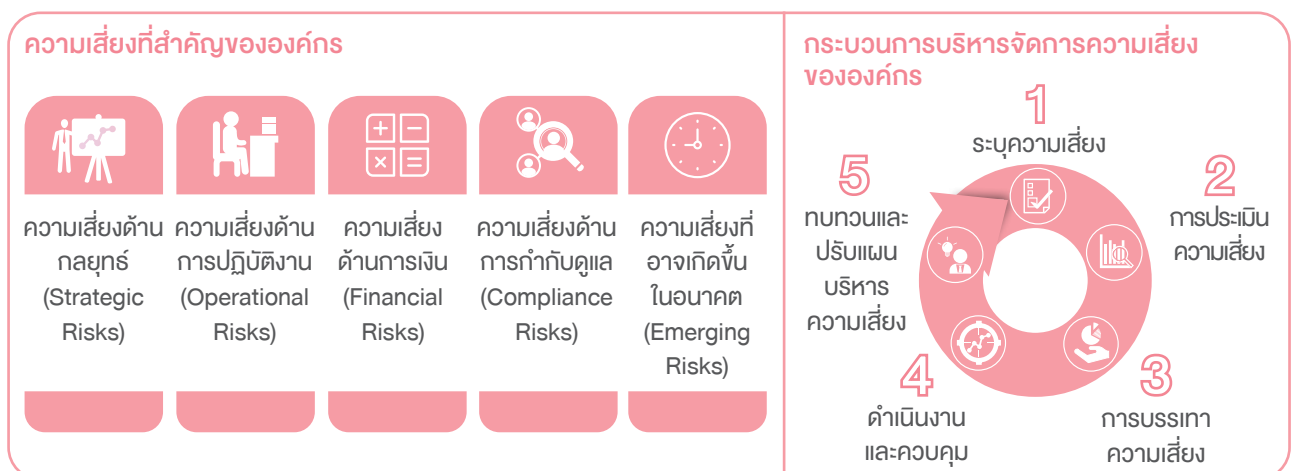 ความเสี่ยงที่สำคัญขององค์กร
ความเสี่ยงด้าน
กลยุทธ์
(Strategic
Risks)
ความเสี่ยงด้าน
การปฏิบัติงาน
(Operational
Risks)
ความเสี่ยง
ด้านการเงิน
(Financial
Risks)
ความเสี่ยงด้าน
การกำกับดูแล
(Compliance
Risks)
ความเสี่ยงที่
อาจเกิดขึ้น
ในอนาคต
(Emerging
Risks)
กระบวนการบริหารจัดการความเสี่ยง
ขององค์กร
1
ระบุความเสี่ยง
2
การประเมิน
ความเสี่ยง
3
การบรรเทา
ความเสี่ยง
4
ดำเนินงาน
และควบคุม
5
ทบทวนและ
ปรับแผน
บริหาร
ความเสี่ยง